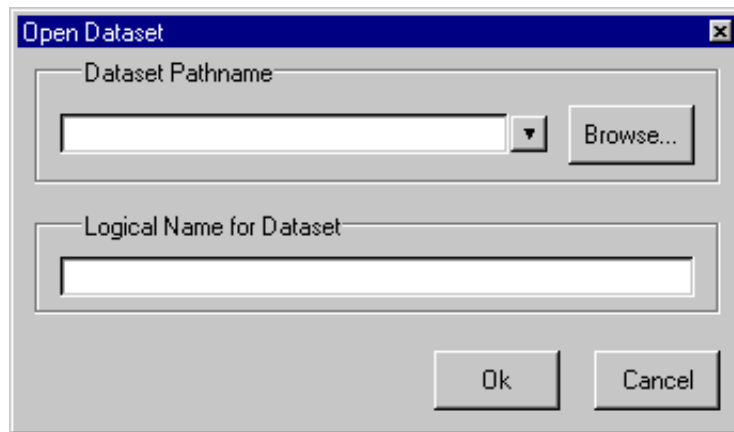 Open Dataset
Dataset Pathname
Browse...
Logical Name for Dataset
Ok Cancel